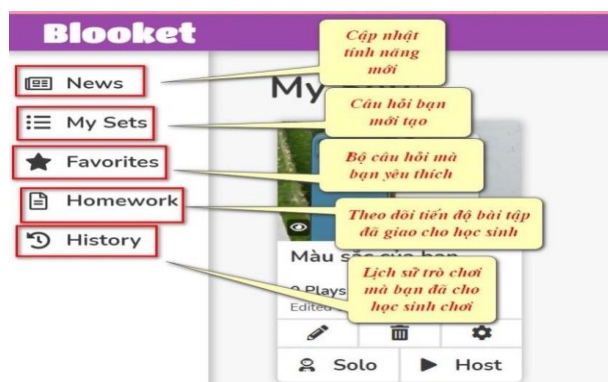 Blooket
News
My Sets
Favorites
Homework
History
My
Cập nhật
tính năng
mới
Câu hỏi bạn
mới tạo
Bộ câu hỏi mà
bạn yêu thích
Theo dõi tiến độ bài tập
đã giao cho học sinh
Lịch sử trò chơi
mà bạn đã cho
học sinh chơi
Màu sắc của bạn
0 Plays
Edited
Solo
Host